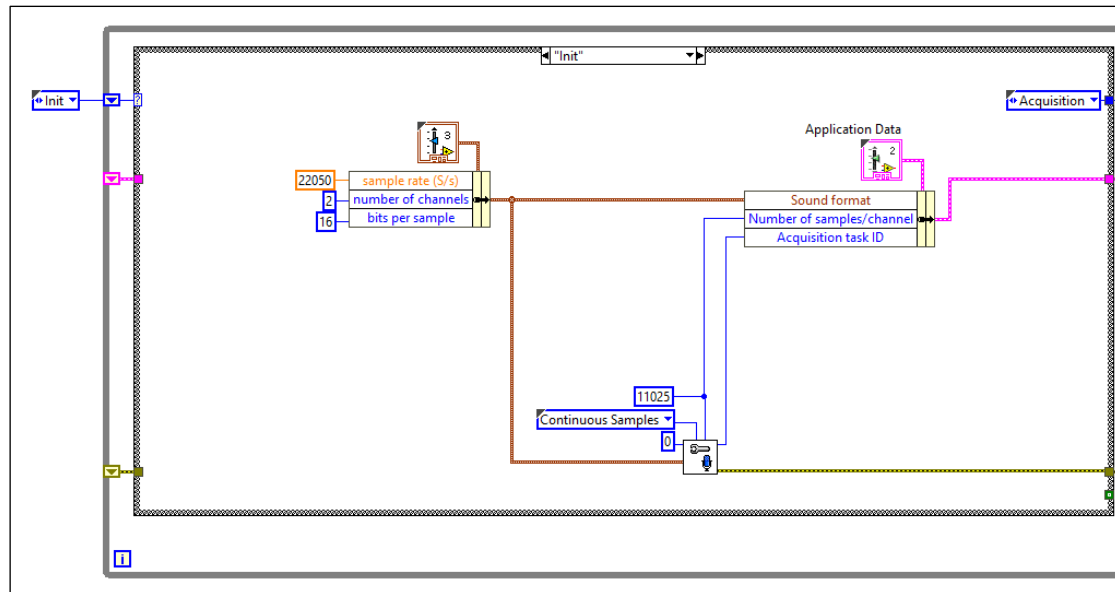 "Init"
Init
Acquisition
Application Data
3
2
22050
sample rate (S/s)
2
number of channels
16
bits per sample
Sound format
Number of samples/channel
Acquisition task ID
11025
Continuous Samples
0
?
i